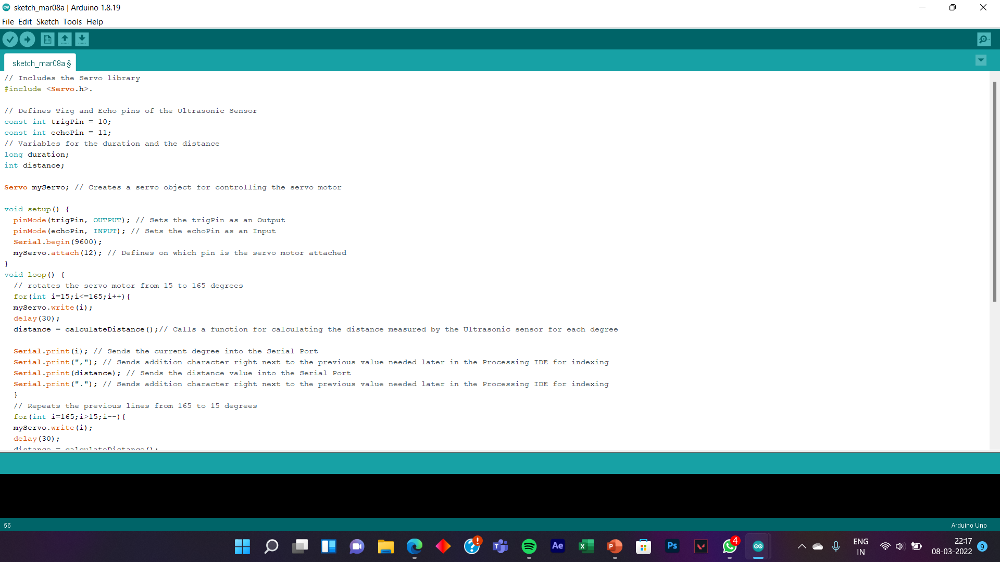 sketch_mar08a | Arduino 1.8.19
File Edit Sketch Tools Help
sketch_mar08a §
// Includes the Servo library
#include <Servo.h>.
// Defines Tirg and Echo pins of the Ultrasonic Sensor
const int trigPin = 10;
const int echoPin = 11;
// Variables for the duration and the distance
long duration;
int distance;
Servo myServo; // Creates a servo object for controlling the servo motor
void setup() {
pinMode(trigPin, OUTPUT); // Sets the trigPin as an Output
pinMode(echoPin, INPUT); // Sets the echoPin as an Input
Serial.begin(9600);
myServo.attach(12); // Defines on which pin is the servo motor attached
}
void loop() {
// rotates the servo motor from 15 to 165 degrees
for(int i=15;i<=165;i++){
myServo.write(i);
delay(30);
distance = calculateDistance();// Calls a function for calculating the distance measured by the Ultrasonic sensor for each degree
Serial.print(i); // Sends the current degree into the Serial Port
Serial.print(","); // Sends addition character right next to the previous value needed later in the Processing IDE for indexing
Serial.print(distance); // Sends the distance value into the Serial Port
Serial.print("."); // Sends addition character right next to the previous value needed later in the Processing IDE for indexing
}
// Repeats the previous lines from 165 to 15 degrees
for(int i=165;i>15;i--){
myServo.write(i);
delay(30);
distance = calculateDistance();
56
Arduino Uno
Ae
Ps
4
ENG
IN
22:17
08-03-2022
9